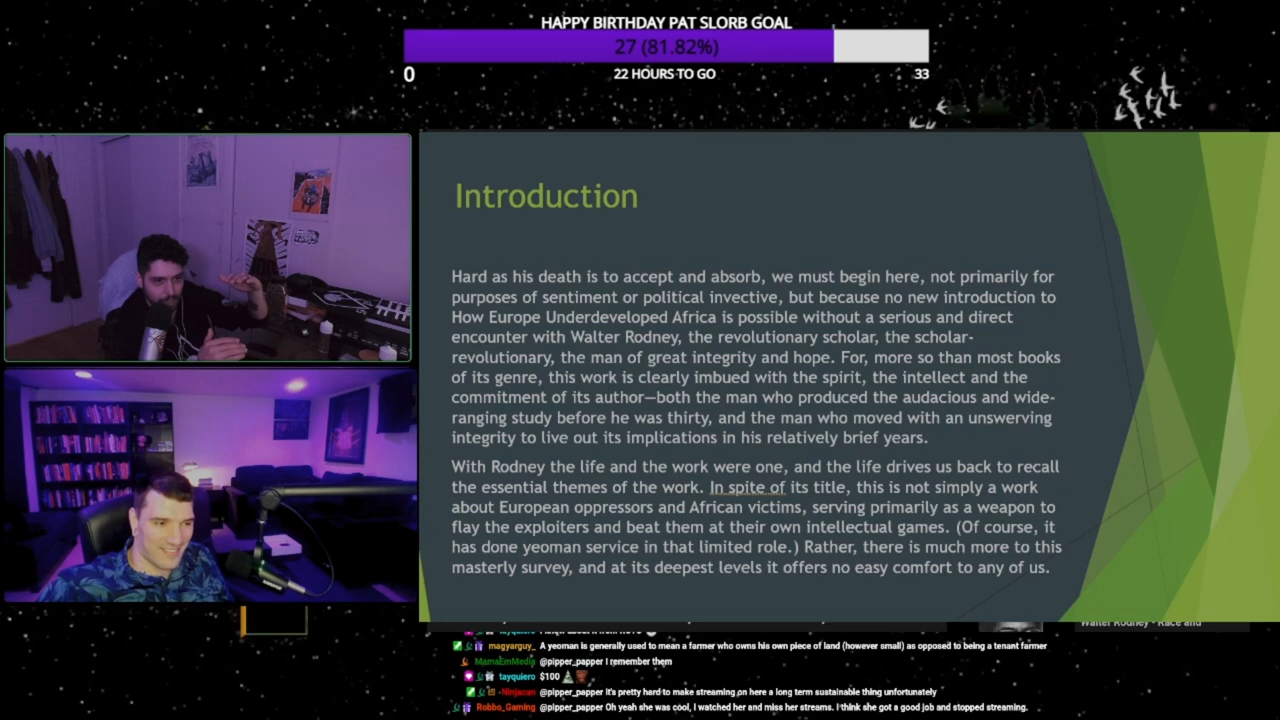 HAPPY BIRTHDAY PAT SLORB GOAL
27 (81.82%)
0
22 HOURS TO GO
33
Introduction
Hard as his death is to accept and absorb, we must begin here, not primarily for
purposes of sentiment or political invective, but because no new introduction to
How Europe Underdeveloped Africa is possible without a serious and direct
encounter with Walter Rodney, the revolutionary scholar, the scholar-
revolutionary, the man of great integrity and hope. For, more so than most books
of its genre, this work is clearly imbued with the spirit, the intellect and the
commitment of its author—both the man who produced the audacious and wide-
ranging study before he was thirty, and the man who moved with an unswerving
integrity to live out its implications in his relatively brief years.
With Rodney the life and the work were one, and the life drives us back to recall
the essential themes of the work. In spite of its title, this is not simply a work
about European oppressors and African victims, serving primarily as a weapon to
flay the exploiters and beat them at their own intellectual games. (Of course, it
has done yeoman service in that limited role.) Rather, there is much more to this
masterly survey, and at its deepest levels it offers no easy comfort to any of us.
Walter Rodney - Race and
tayquiero
magyarguy_ A yeoman is generally used to mean a farmer who owns his own piece of land (however small) as opposed to being a tenant farmer
MamaEmMedia @pipper_papper I remember them
tayquiero $100
-Ninjacan @pipper_papper it's pretty hard to make streaming on here a long term sustainable thing unfortunately
Robbo_Gaming @pipper_papper Oh yeah she was cool, I watched her and miss her streams. I think she got a good job and stopped streaming.